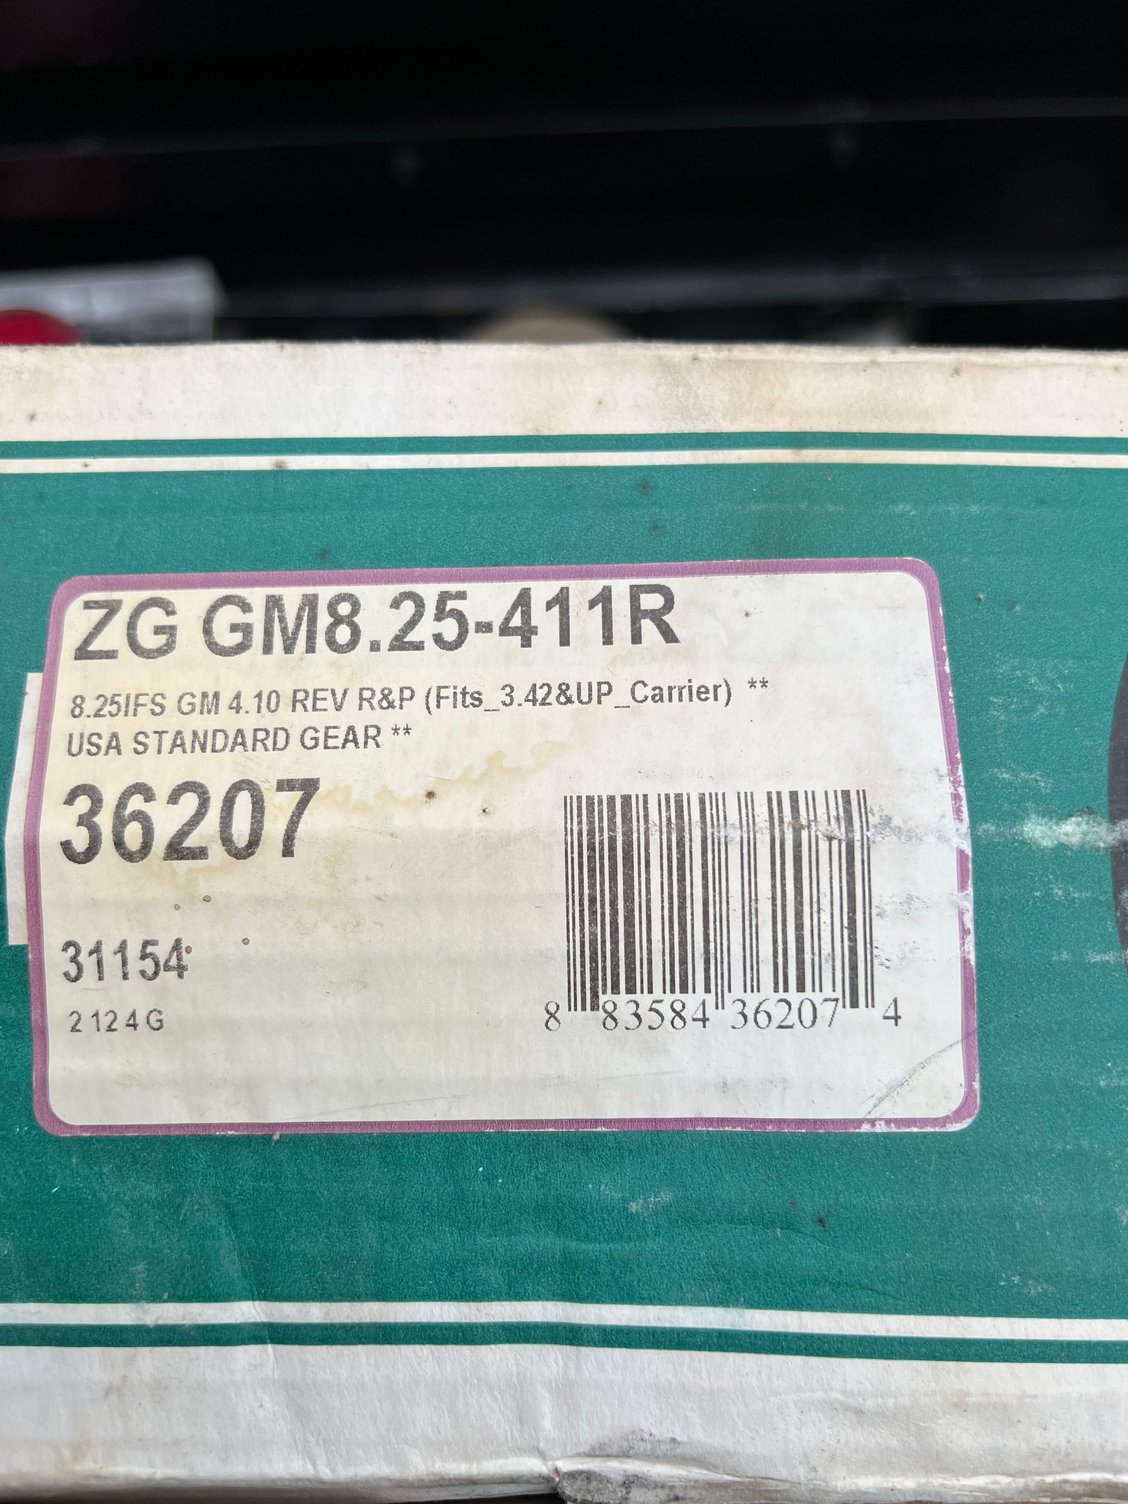 ZG GM8.25-411R
8.25IFS GM 4.10 REV R&P (Fits_3.42&UP_Carrier) **
USA STANDARD GEAR **
36207
31154
2124G
8 83584 36207 4